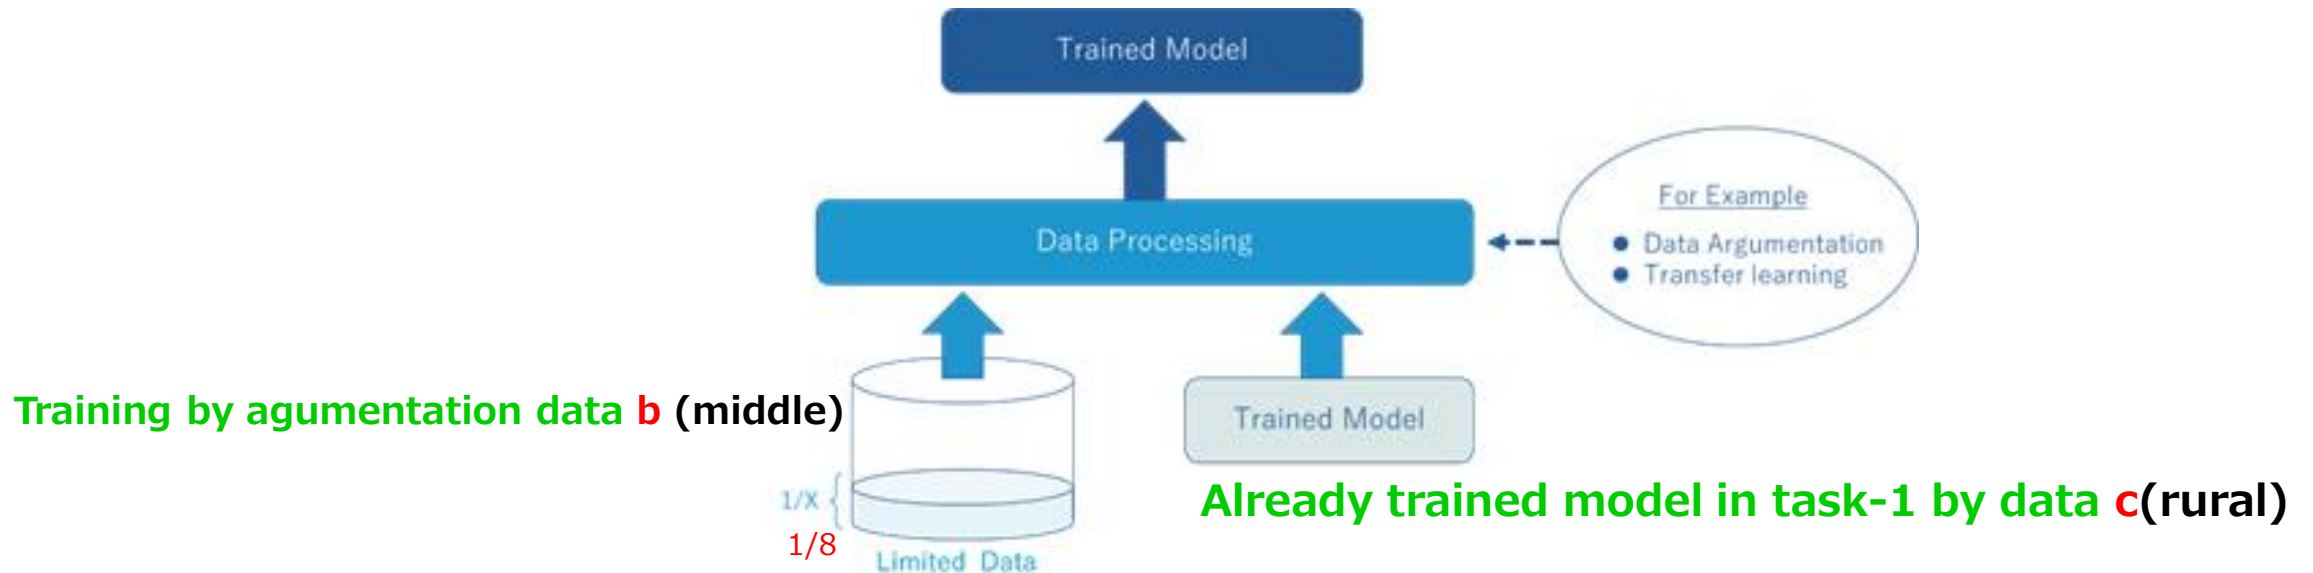 Trained Model
Data Processing
For Example
● Data Argumentation
● Transfer learning
Training by agumentation data b (middle)
Trained Model
1/X
1/8
Limited Data
Already trained model in task-1 by data c(rural)